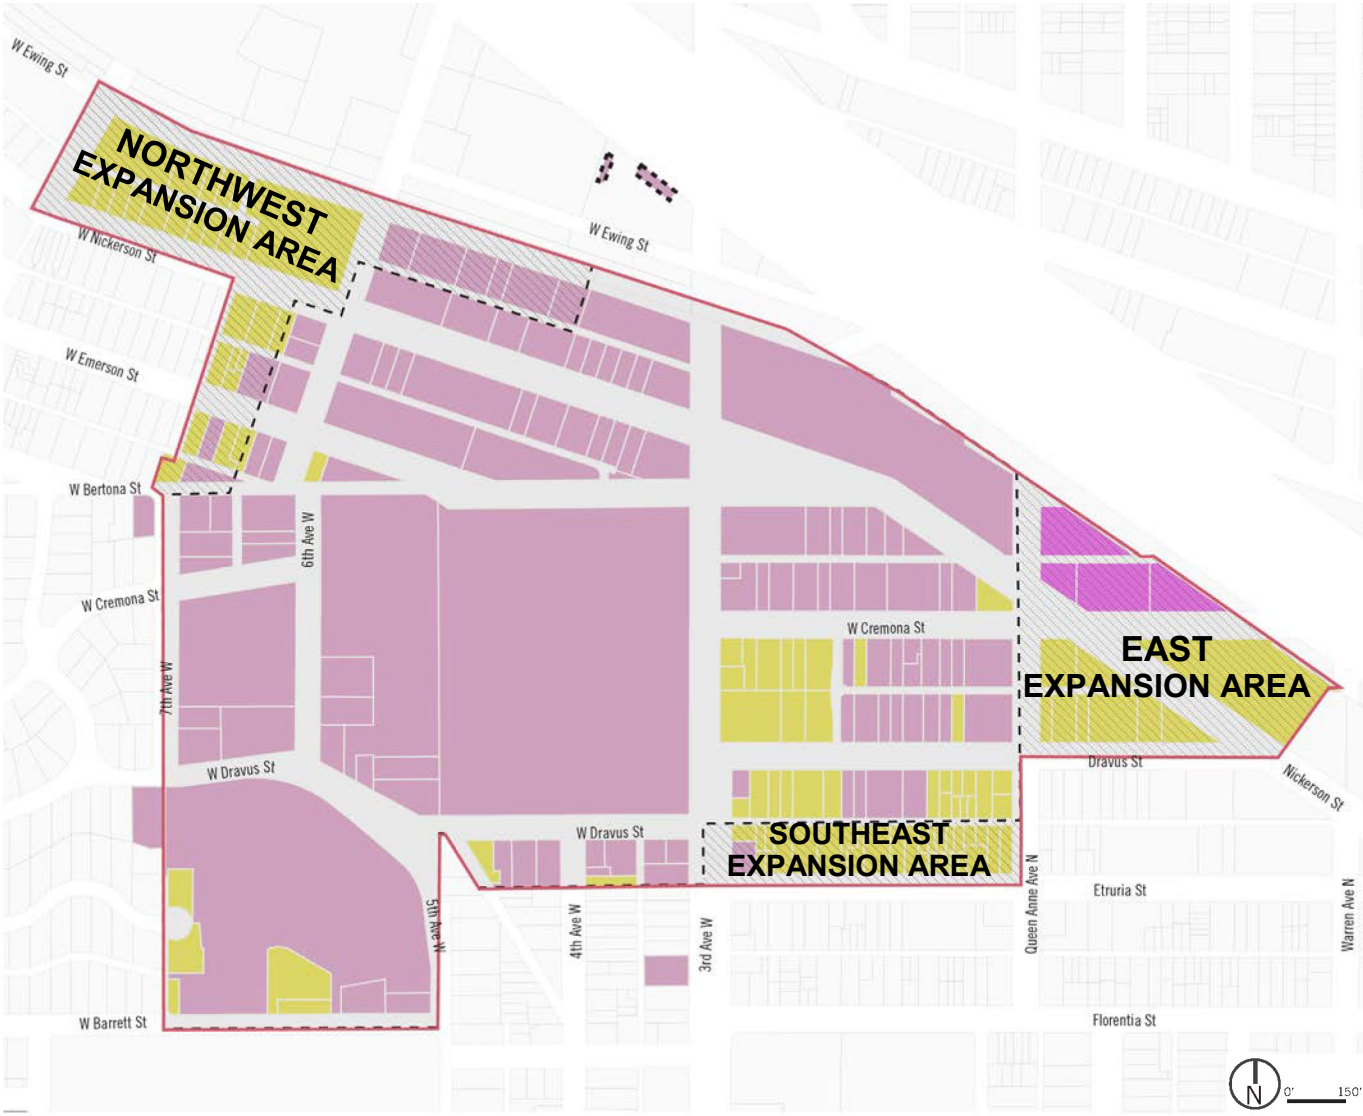 W Ewing St
NORTHWEST
EXPANSION AREA
W Ewing St
W Nickerson St
W Emerson St
W Bertona St
6th Ave W
W Cremona St
W Cremona St
EAST
EXPANSION AREA
7th Ave W
W Dravus St
Dravus St
Nickerson St
W Dravus St
SOUTHEAST
EXPANSION AREA
Etruria St
5th Ave W
4th Ave W
3rd Ave W
Queen Anne Ave N
Warren Ave N
W Barrett St
Florentia St
N
0'
150'